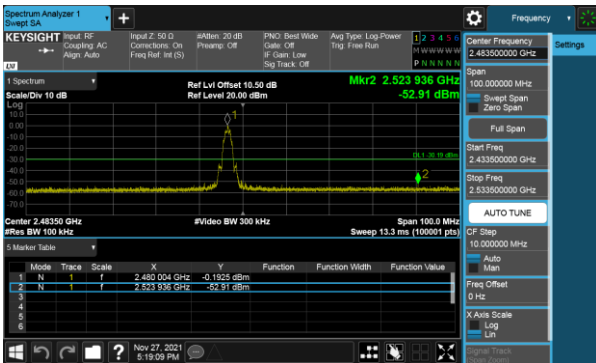 Spectrum Analyzer 1
Swept SA
+
Frequency
KEYSIGHT
Input: RF
Coupling: AC
Align: Auto
Input Z: 50 Ω
Corrections: On
Freq Ref: Int (S)
#Atten: 20 dB
Preamp: Off
PNO: Best Wide
Gate: Off
IF Gain: Low
Sig Track: Off
Avg Type: Log-Power
Trig: Free Run
1 2 3 4 5 6
M W W W W W
P N N N N N
LXI
1 Spectrum
Scale/Div 10 dB
Ref Lvl Offset 10.50 dB
Ref Level 20.00 dBm
Mkr2 2.523 936 GHz
-52.91 dBm
Log
10.0
0.00
-10.0
-20.0
-30.0
-40.0
-50.0
-60.0
-70.0
1
DL1 -30.19 dBm
2
Center 2.48350 GHz
#Res BW 100 kHz
#Video BW 300 kHz
Span 100.0 MHz
Sweep 13.3 ms (100001 pts)
5 Marker Table
Mode Trace Scale X Y Function Function Width Function Value
1 N 1 f 2.480 004 GHz -0.1925 dBm
2 N 1 f 2.523 936 GHz -52.91 dBm
3
4
5
6
Nov 27, 2021
5:19:09 PM
?
Center Frequency
2.483500000 GHz
Settings
Span
100.000000 MHz
Swept Span
Zero Span
Full Span
Start Freq
2.433500000 GHz
Stop Freq
2.533500000 GHz
AUTO TUNE
CF Step
10.000000 MHz
Auto
Man
Freq Offset
0 Hz
X Axis Scale
Log
Lin
Signal Track
(Span Zoom)